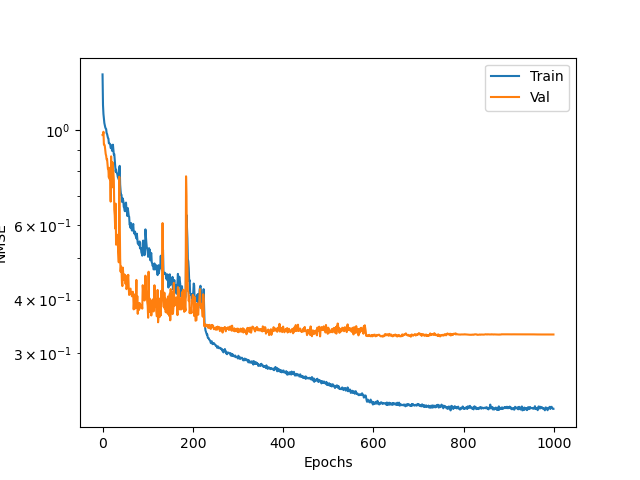 Train
Val
10^0
6 × 10^-1
4 × 10^-1
3 × 10^-1
NMSE
0 200 400 600 800 1000
Epochs